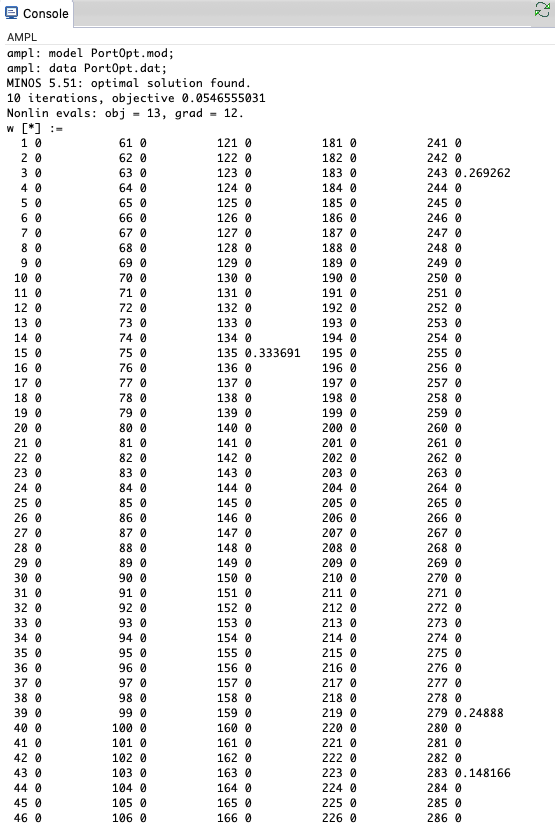 Console
AMPL
ampl: model PortOpt.mod;
ampl: data PortOpt.dat;
MINOS 5.51: optimal solution found.
10 iterations, objective 0.0546555031
Nonlin evals: obj = 13, grad = 12.
w [*] :=
1 0 61 0 121 0 181 0 241 0
2 0 62 0 122 0 182 0 242 0
3 0 63 0 123 0 183 0 243 0.269262
4 0 64 0 124 0 184 0 244 0
5 0 65 0 125 0 185 0 245 0
6 0 66 0 126 0 186 0 246 0
7 0 67 0 127 0 187 0 247 0
8 0 68 0 128 0 188 0 248 0
9 0 69 0 129 0 189 0 249 0
10 0 70 0 130 0 190 0 250 0
11 0 71 0 131 0 191 0 251 0
12 0 72 0 132 0 192 0 252 0
13 0 73 0 133 0 193 0 253 0
14 0 74 0 134 0 194 0 254 0
15 0 75 0 135 0.333691 195 0 255 0
16 0 76 0 136 0 196 0 256 0
17 0 77 0 137 0 197 0 257 0
18 0 78 0 138 0 198 0 258 0
19 0 79 0 139 0 199 0 259 0
20 0 80 0 140 0 200 0 260 0
21 0 81 0 141 0 201 0 261 0
22 0 82 0 142 0 202 0 262 0
23 0 83 0 143 0 203 0 263 0
24 0 84 0 144 0 204 0 264 0
25 0 85 0 145 0 205 0 265 0
26 0 86 0 146 0 206 0 266 0
27 0 87 0 147 0 207 0 267 0
28 0 88 0 148 0 208 0 268 0
29 0 89 0 149 0 209 0 269 0
30 0 90 0 150 0 210 0 270 0
31 0 91 0 151 0 211 0 271 0
32 0 92 0 152 0 212 0 272 0
33 0 93 0 153 0 213 0 273 0
34 0 94 0 154 0 214 0 274 0
35 0 95 0 155 0 215 0 275 0
36 0 96 0 156 0 216 0 276 0
37 0 97 0 157 0 217 0 277 0
38 0 98 0 158 0 218 0 278 0
39 0 99 0 159 0 219 0 279 0.24888
40 0 100 0 160 0 220 0 280 0
41 0 101 0 161 0 221 0 281 0
42 0 102 0 162 0 222 0 282 0
43 0 103 0 163 0 223 0 283 0.148166
44 0 104 0 164 0 224 0 284 0
45 0 105 0 165 0 225 0 285 0
46 0 106 0 166 0 226 0 286 0